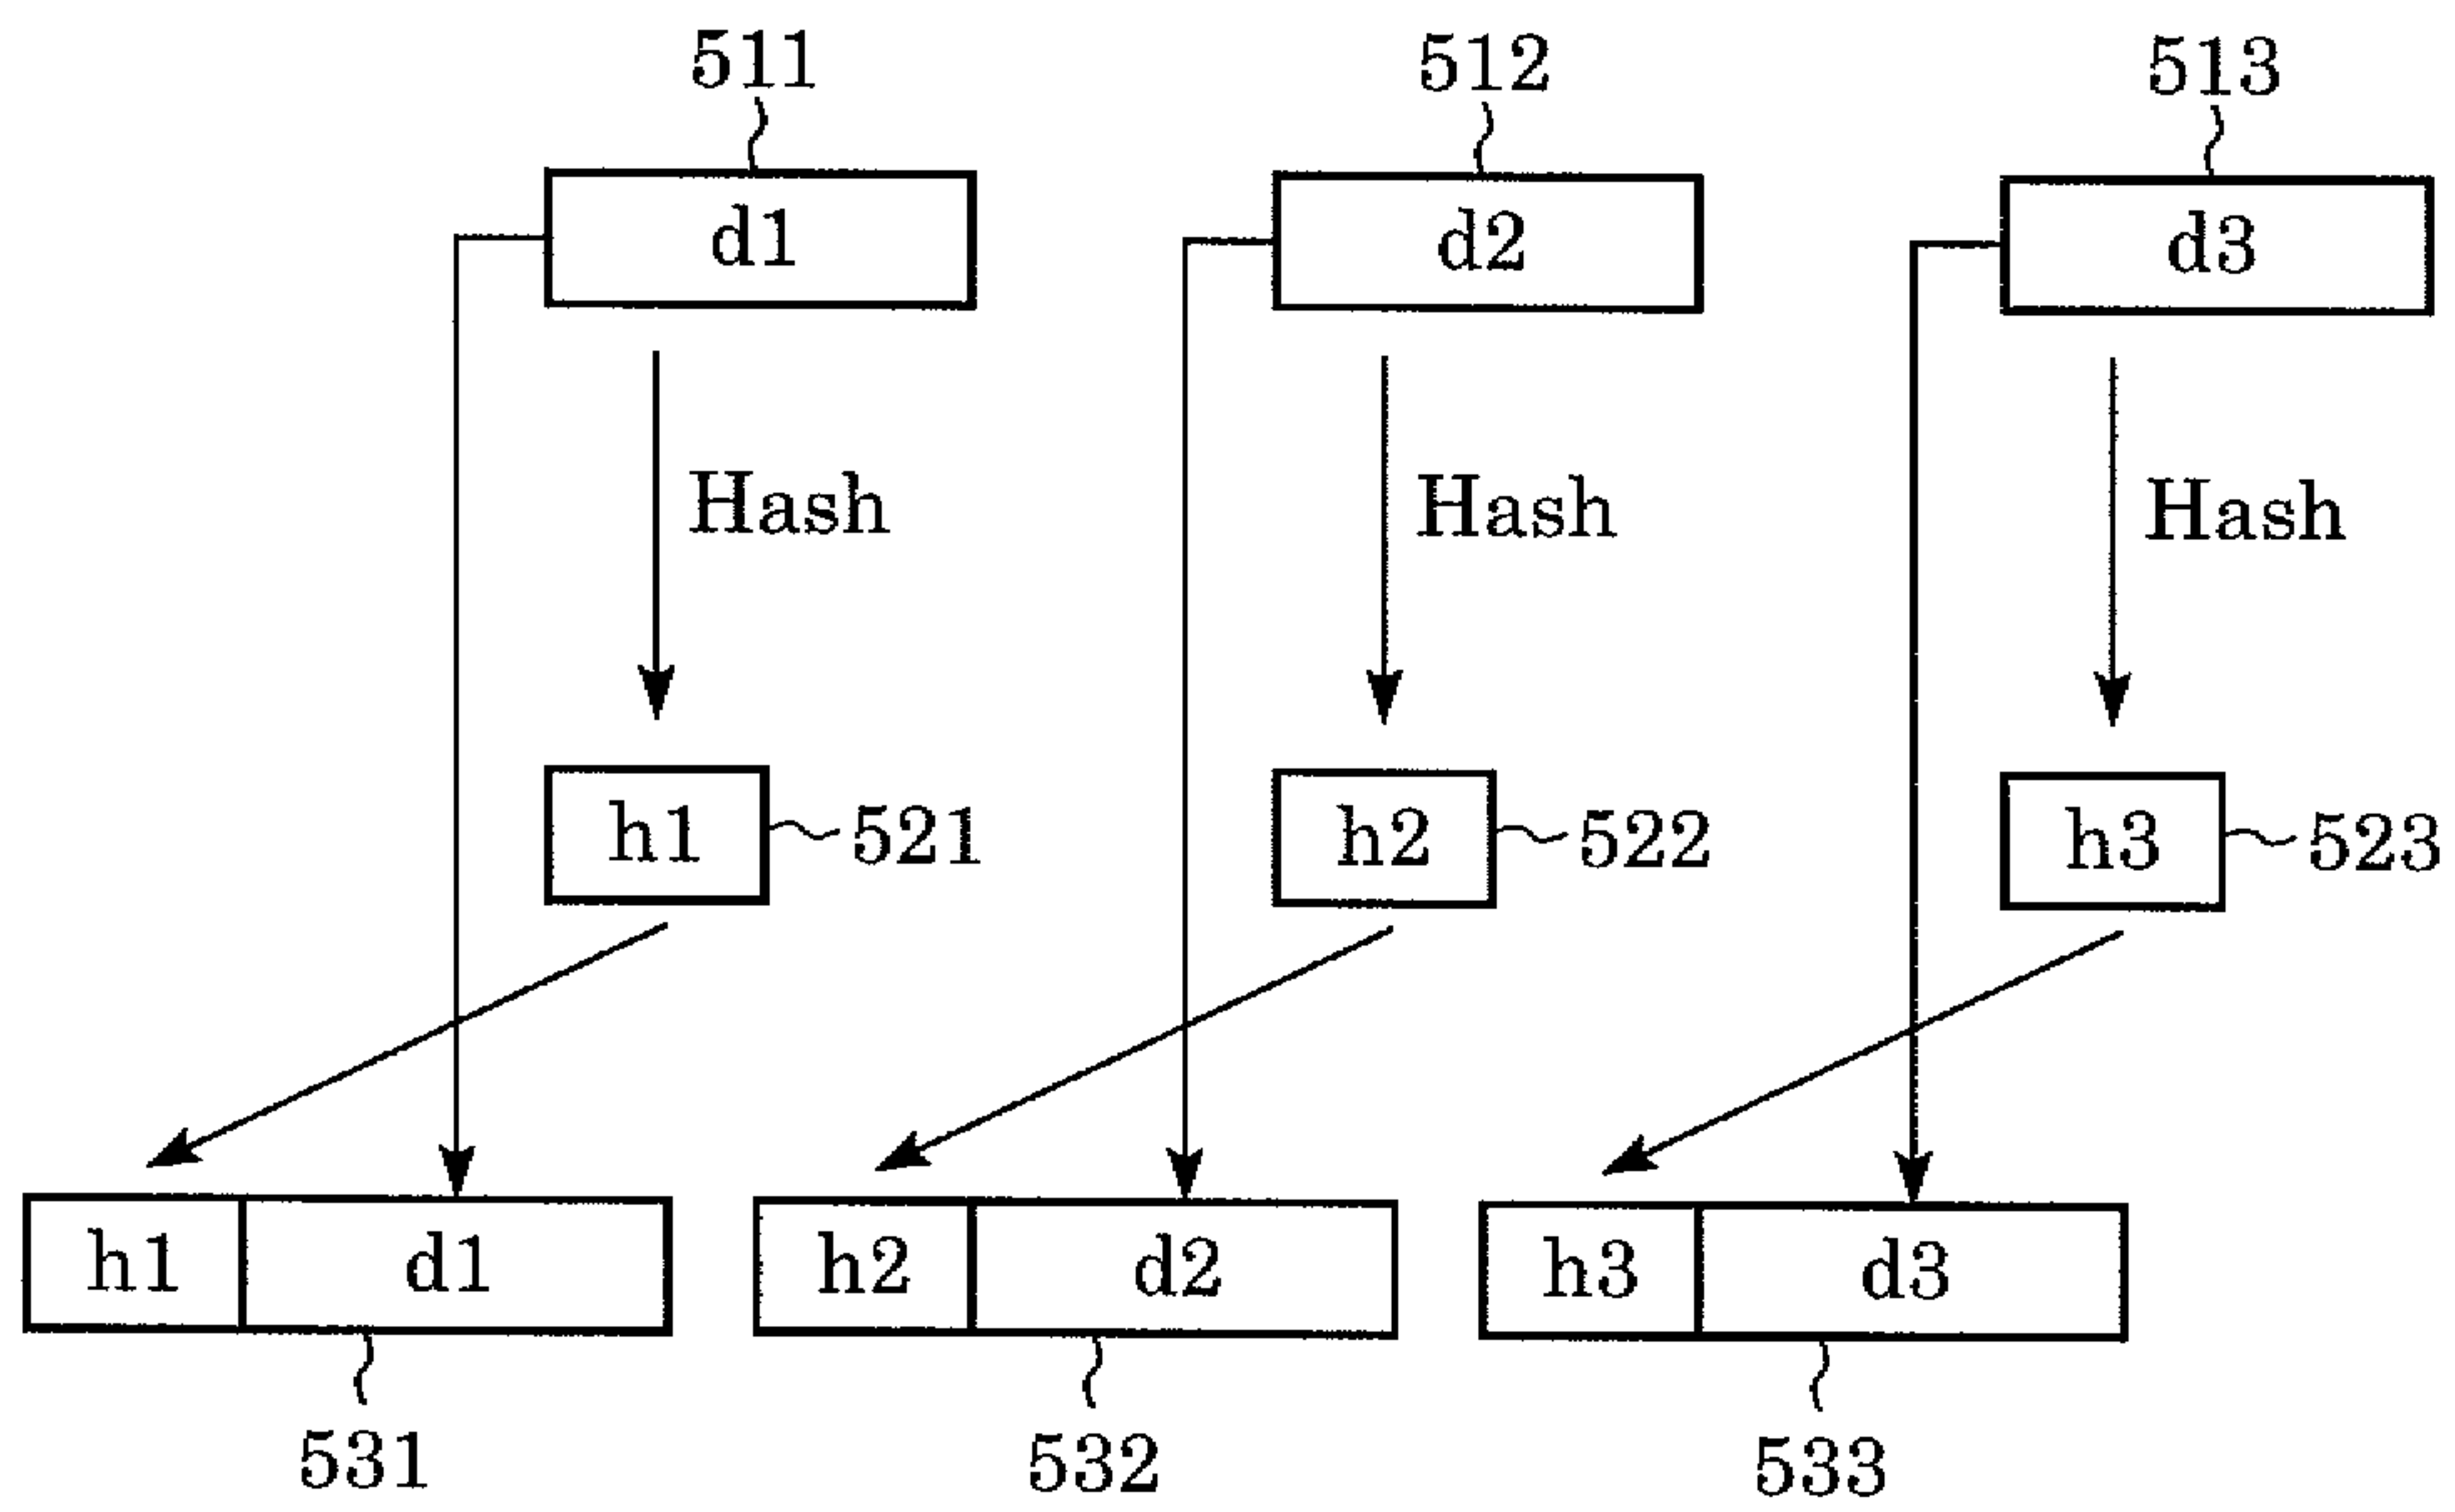 511 512 513
d1 d2 d3
Hash Hash Hash
h1 521 h2 522 h3 523
h1 d1 h2 d2 h3 d3
531 532 533